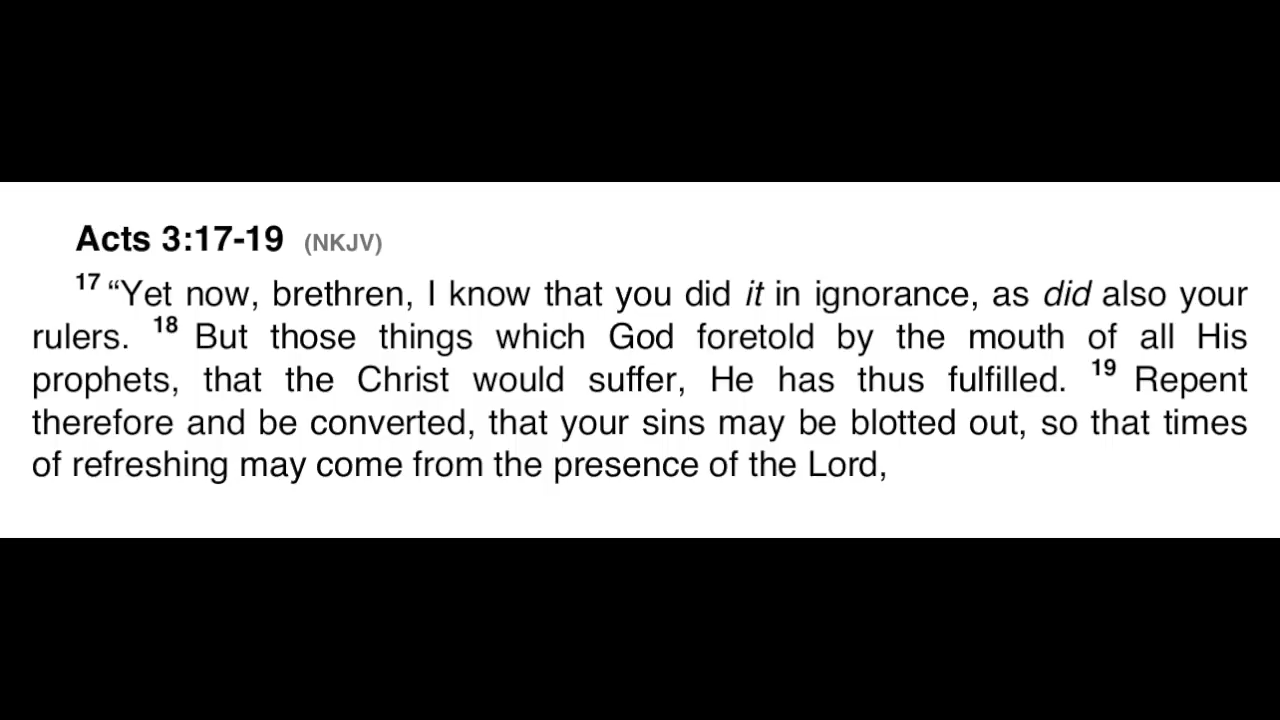 Acts 3:17-19 (NKJV)
17 “Yet now, brethren, I know that you did it in ignorance, as did also your
rulers. 18 But those things which God foretold by the mouth of all His
prophets, that the Christ would suffer, He has thus fulfilled. 19 Repent
therefore and be converted, that your sins may be blotted out, so that times
of refreshing may come from the presence of the Lord,